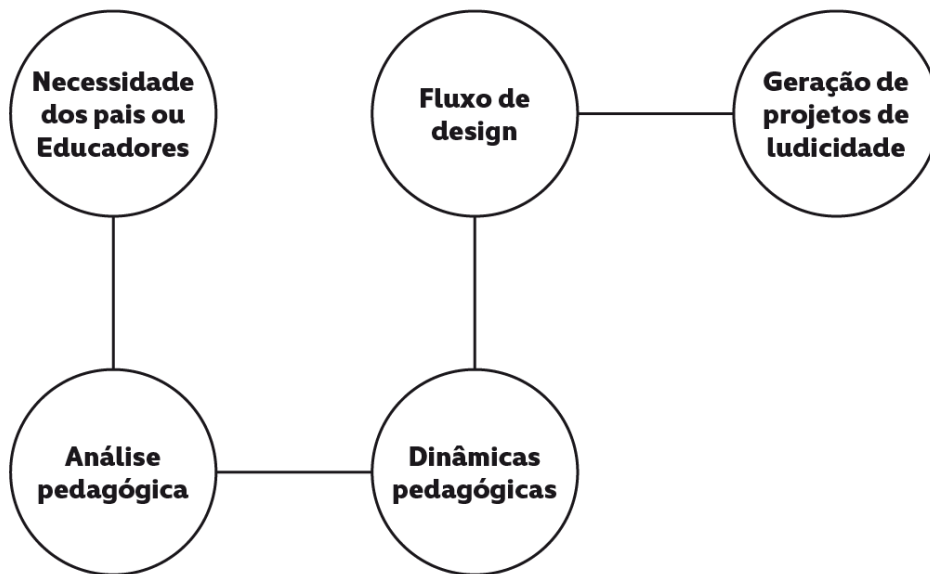 Necessidade
dos pais ou
Educadores
Fluxo de
design
Geração de
projetos de
ludicidade
Análise
pedagógica
Dinâmicas
pedagógicas